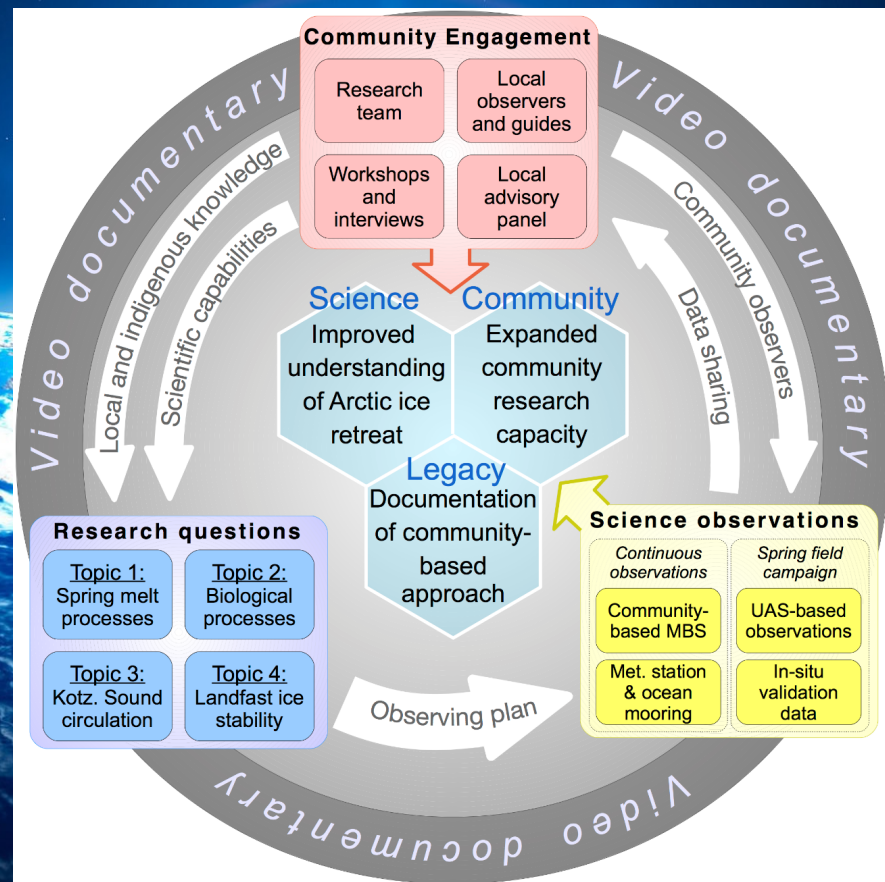 Community Engagement
Research
team
Local
observers
and guides
Workshops
and
interviews
Local
advisory
panel
Video documentary
Video documentary
Local and indigenous knowledge
Scientific capabilities
Community observers
Data sharing
Science
Improved
understanding
of Arctic ice
retreat
Community
Expanded
community
research
capacity
Legacy
Documentation
of community-
based
approach
Research questions
Topic 1:
Spring melt
processes
Topic 2:
Biological
processes
Topic 3:
Kotz. Sound
circulation
Topic 4:
Landfast ice
stability
Observing plan
Science observations
Continuous
observations
Spring field
campaign
Community-
based MBS
UAS-based
observations
Met. station
& ocean
mooring
In-situ
validation
data
Video documentary